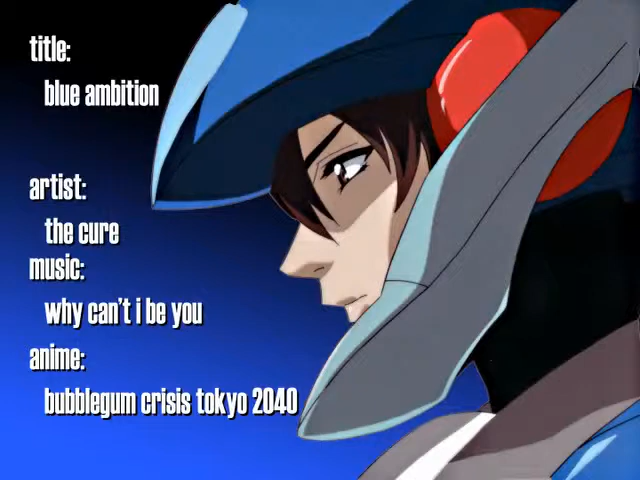 title:
blue ambition
artist:
the cure
music:
why can't i be you
anime:
bubblegum crisis tokyo 2040